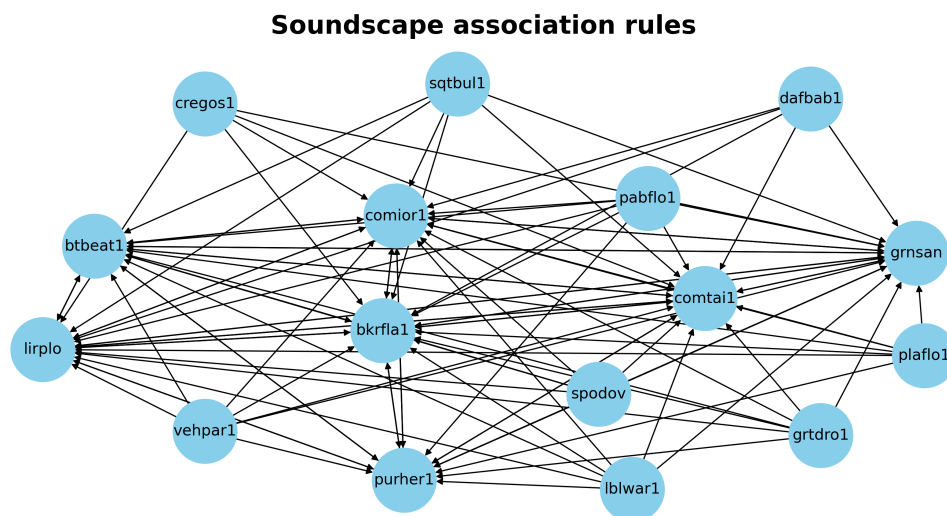 Soundscape association rules
sqtbul1
cregos1
dafbab1
pabflo1
comior1
btbeat1
grnsan
comtai1
bkrfla1
lirplo
plaflo1
spodov
vehpar1
grtdro1
purher1
lblwar1